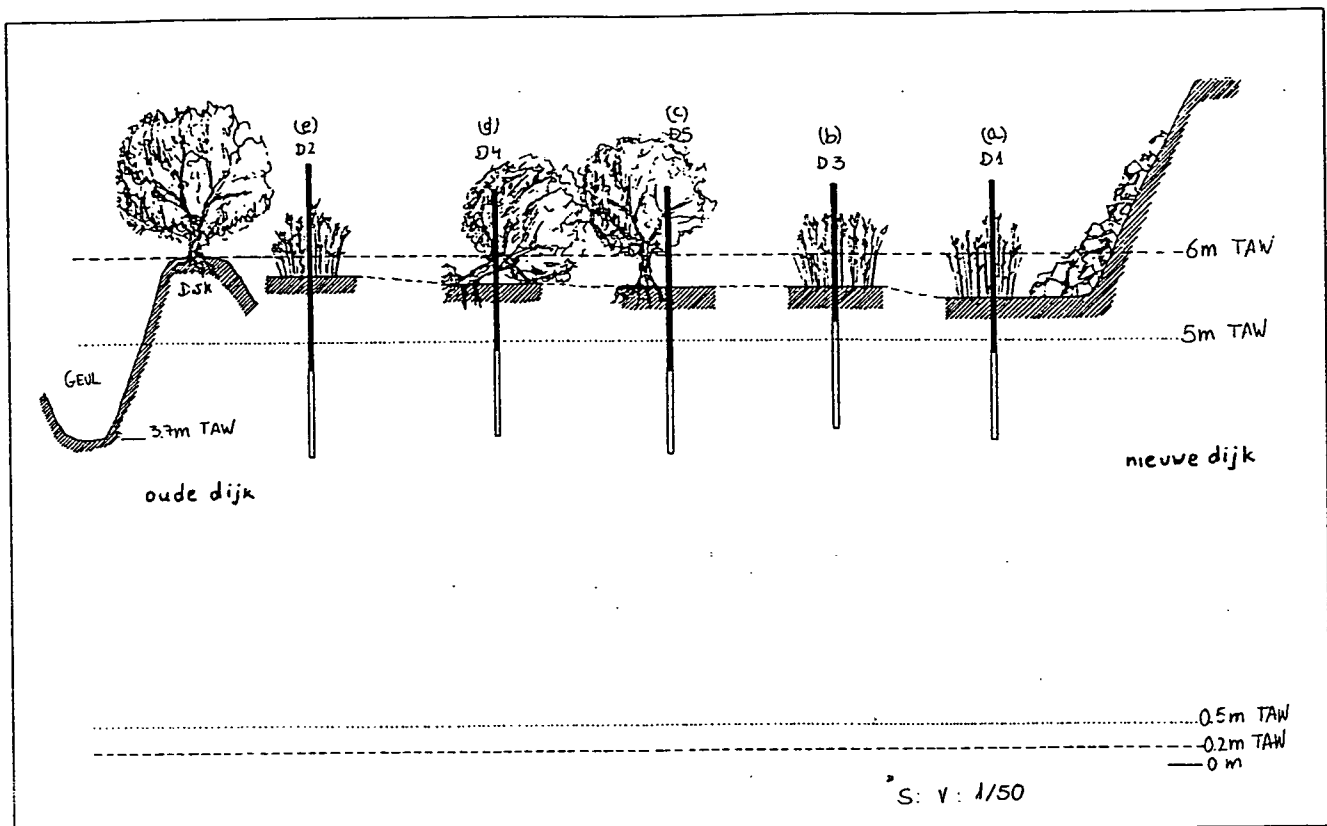 (e)
D2
(d)
D4
(c)
D5
(b)
D3
(a)
D1
6m TAW
5m TAW
GEUL
3.7m TAW
oude dijk
nieuwe dijk
0.5m TAW
0.2m TAW
0 m
S: V: 1/50